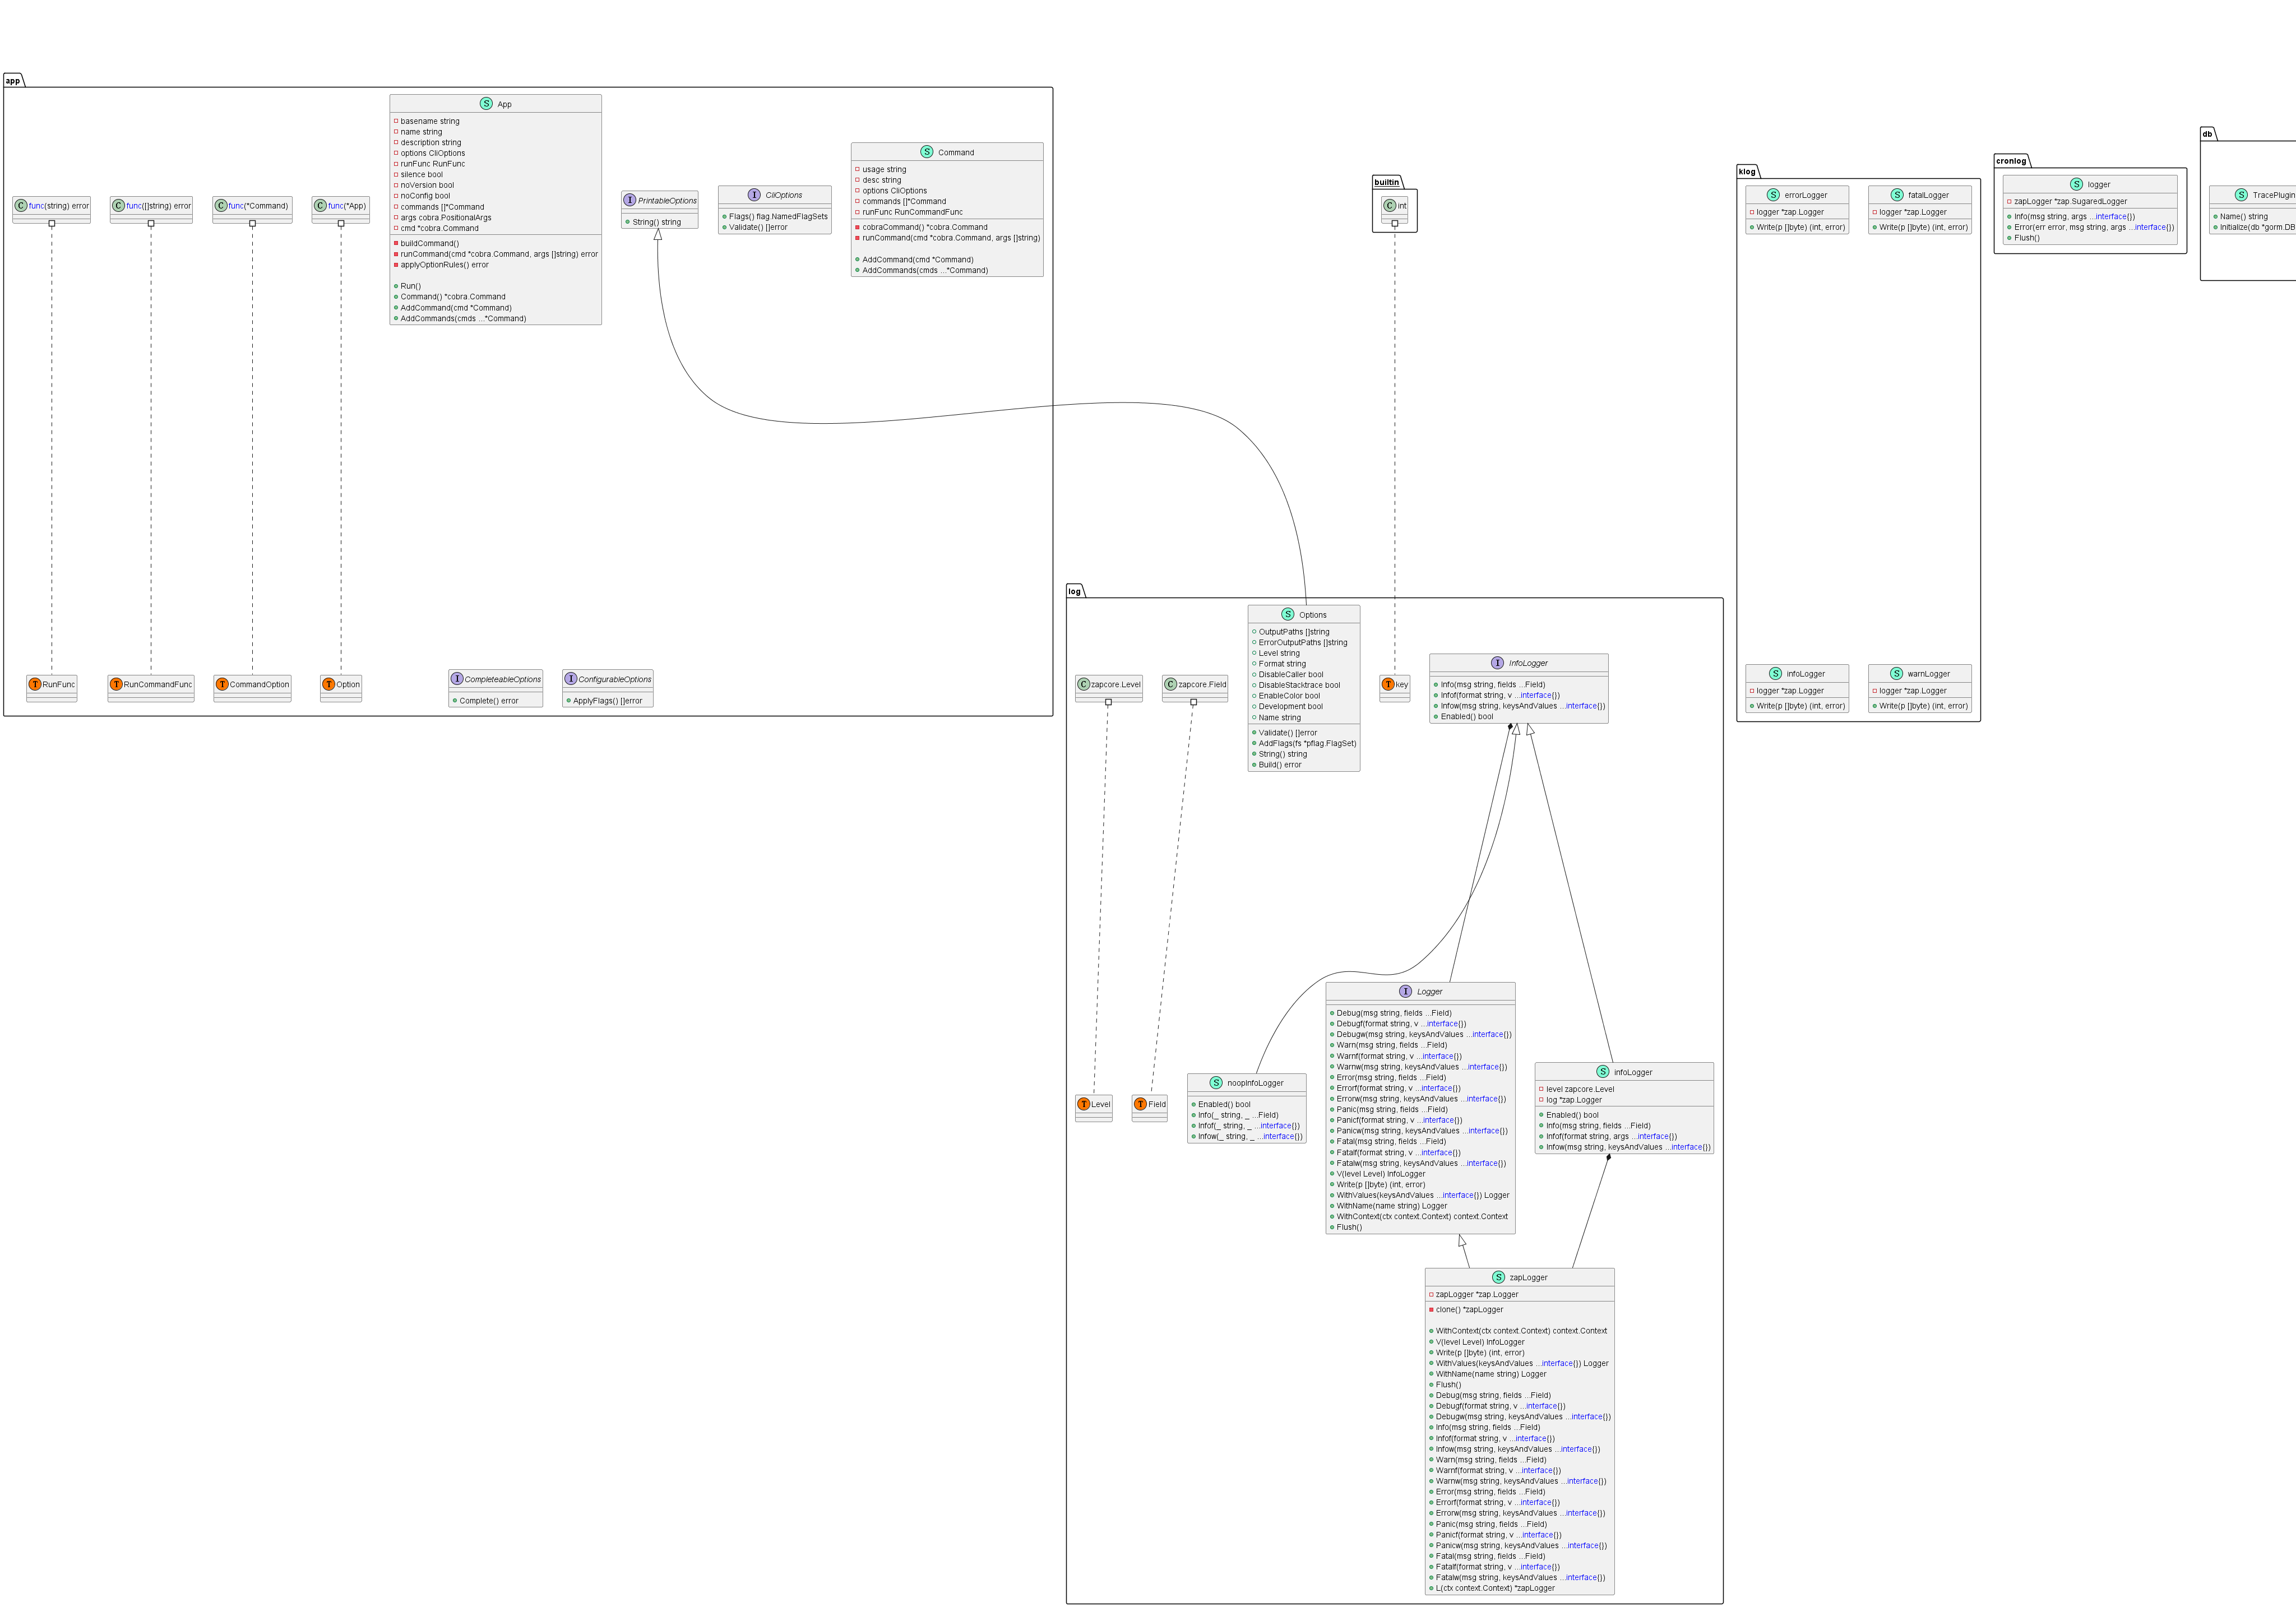 app
func(string) error
func([]string) error
func(*Command)
func(*App)
App
basename string
name string
description string
options CliOptions
runFunc RunFunc
silence bool
noVersion bool
noConfig bool
commands []*Command
args cobra.PositionalArgs
cmd *cobra.Command
buildCommand()
runCommand(cmd *cobra.Command, args []string) error
applyOptionRules() error
Run()
Command() *cobra.Command
AddCommand(cmd *Command)
AddCommands(cmds ...*Command)
PrintableOptions
String() string
CliOptions
Flags() flag.NamedFlagSets
Validate() []error
Command
usage string
desc string
options CliOptions
commands []*Command
runFunc RunCommandFunc
cobraCommand() *cobra.Command
runCommand(cmd *cobra.Command, args []string)
AddCommand(cmd *Command)
AddCommands(cmds ...*Command)
RunFunc
RunCommandFunc
CommandOption
Option
CompleteableOptions
Complete() error
ConfigurableOptions
ApplyFlags() []error
builtin
int
klog
errorLogger
logger *zap.Logger
Write(p []byte) (int, error)
fatalLogger
logger *zap.Logger
Write(p []byte) (int, error)
infoLogger
logger *zap.Logger
Write(p []byte) (int, error)
warnLogger
logger *zap.Logger
Write(p []byte) (int, error)
cronlog
logger
zapLogger *zap.SugaredLogger
Info(msg string, args ...interface{})
Error(err error, msg string, args ...interface{})
Flush()
db
TracePlugin
Name() string
Initialize(db *gorm.DB
log
zapcore.Level
zapcore.Field
Options
OutputPaths []string
ErrorOutputPaths []string
Level string
Format string
DisableCaller bool
DisableStacktrace bool
EnableColor bool
Development bool
Name string
Validate() []error
AddFlags(fs *pflag.FlagSet)
String() string
Build() error
key
InfoLogger
Info(msg string, fields ...Field)
Infof(format string, v ...interface{})
Infow(msg string, keysAndValues ...interface{})
Enabled() bool
Level
Field
noopInfoLogger
Enabled() bool
Info(_ string, _ ...Field)
Infof(_ string, _ ...interface{})
Infow(_ string, _ ...interface{})
Logger
Debug(msg string, fields ...Field)
Debugf(format string, v ...interface{})
Debugw(msg string, keysAndValues ...interface{})
Warn(msg string, fields ...Field)
Warnf(format string, v ...interface{})
Warnw(msg string, keysAndValues ...interface{})
Error(msg string, fields ...Field)
Errorf(format string, v ...interface{})
Errorw(msg string, keysAndValues ...interface{})
Panic(msg string, fields ...Field)
Panicf(format string, v ...interface{})
Panicw(msg string, keysAndValues ...interface{})
Fatal(msg string, fields ...Field)
Fatalf(format string, v ...interface{})
Fatalw(msg string, keysAndValues ...interface{})
V(level Level) InfoLogger
Write(p []byte) (int, error)
WithValues(keysAndValues ...interface{}) Logger
WithName(name string) Logger
WithContext(ctx context.Context) context.Context
Flush()
infoLogger
level zapcore.Level
log *zap.Logger
Enabled() bool
Info(msg string, fields ...Field)
Infof(format string, args ...interface{})
Infow(msg string, keysAndValues ...interface{})
zapLogger
zapLogger *zap.Logger
clone() *zapLogger
WithContext(ctx context.Context) context.Context
V(level Level) InfoLogger
Write(p []byte) (int, error)
WithValues(keysAndValues ...interface{}) Logger
WithName(name string) Logger
Flush()
Debug(msg string, fields ...Field)
Debugf(format string, v ...interface{})
Debugw(msg string, keysAndValues ...interface{})
Info(msg string, fields ...Field)
Infof(format string, v ...interface{})
Infow(msg string, keysAndValues ...interface{})
Warn(msg string, fields ...Field)
Warnf(format string, v ...interface{})
Warnw(msg string, keysAndValues ...interface{})
Error(msg string, fields ...Field)
Errorf(format string, v ...interface{})
Errorw(msg string, keysAndValues ...interface{})
Panic(msg string, fields ...Field)
Panicf(format string, v ...interface{})
Panicw(msg string, keysAndValues ...interface{})
Fatal(msg string, fields ...Field)
Fatalf(format string, v ...interface{})
Fatalw(msg string, keysAndValues ...interface{})
L(ctx context.Context) *zapLogger